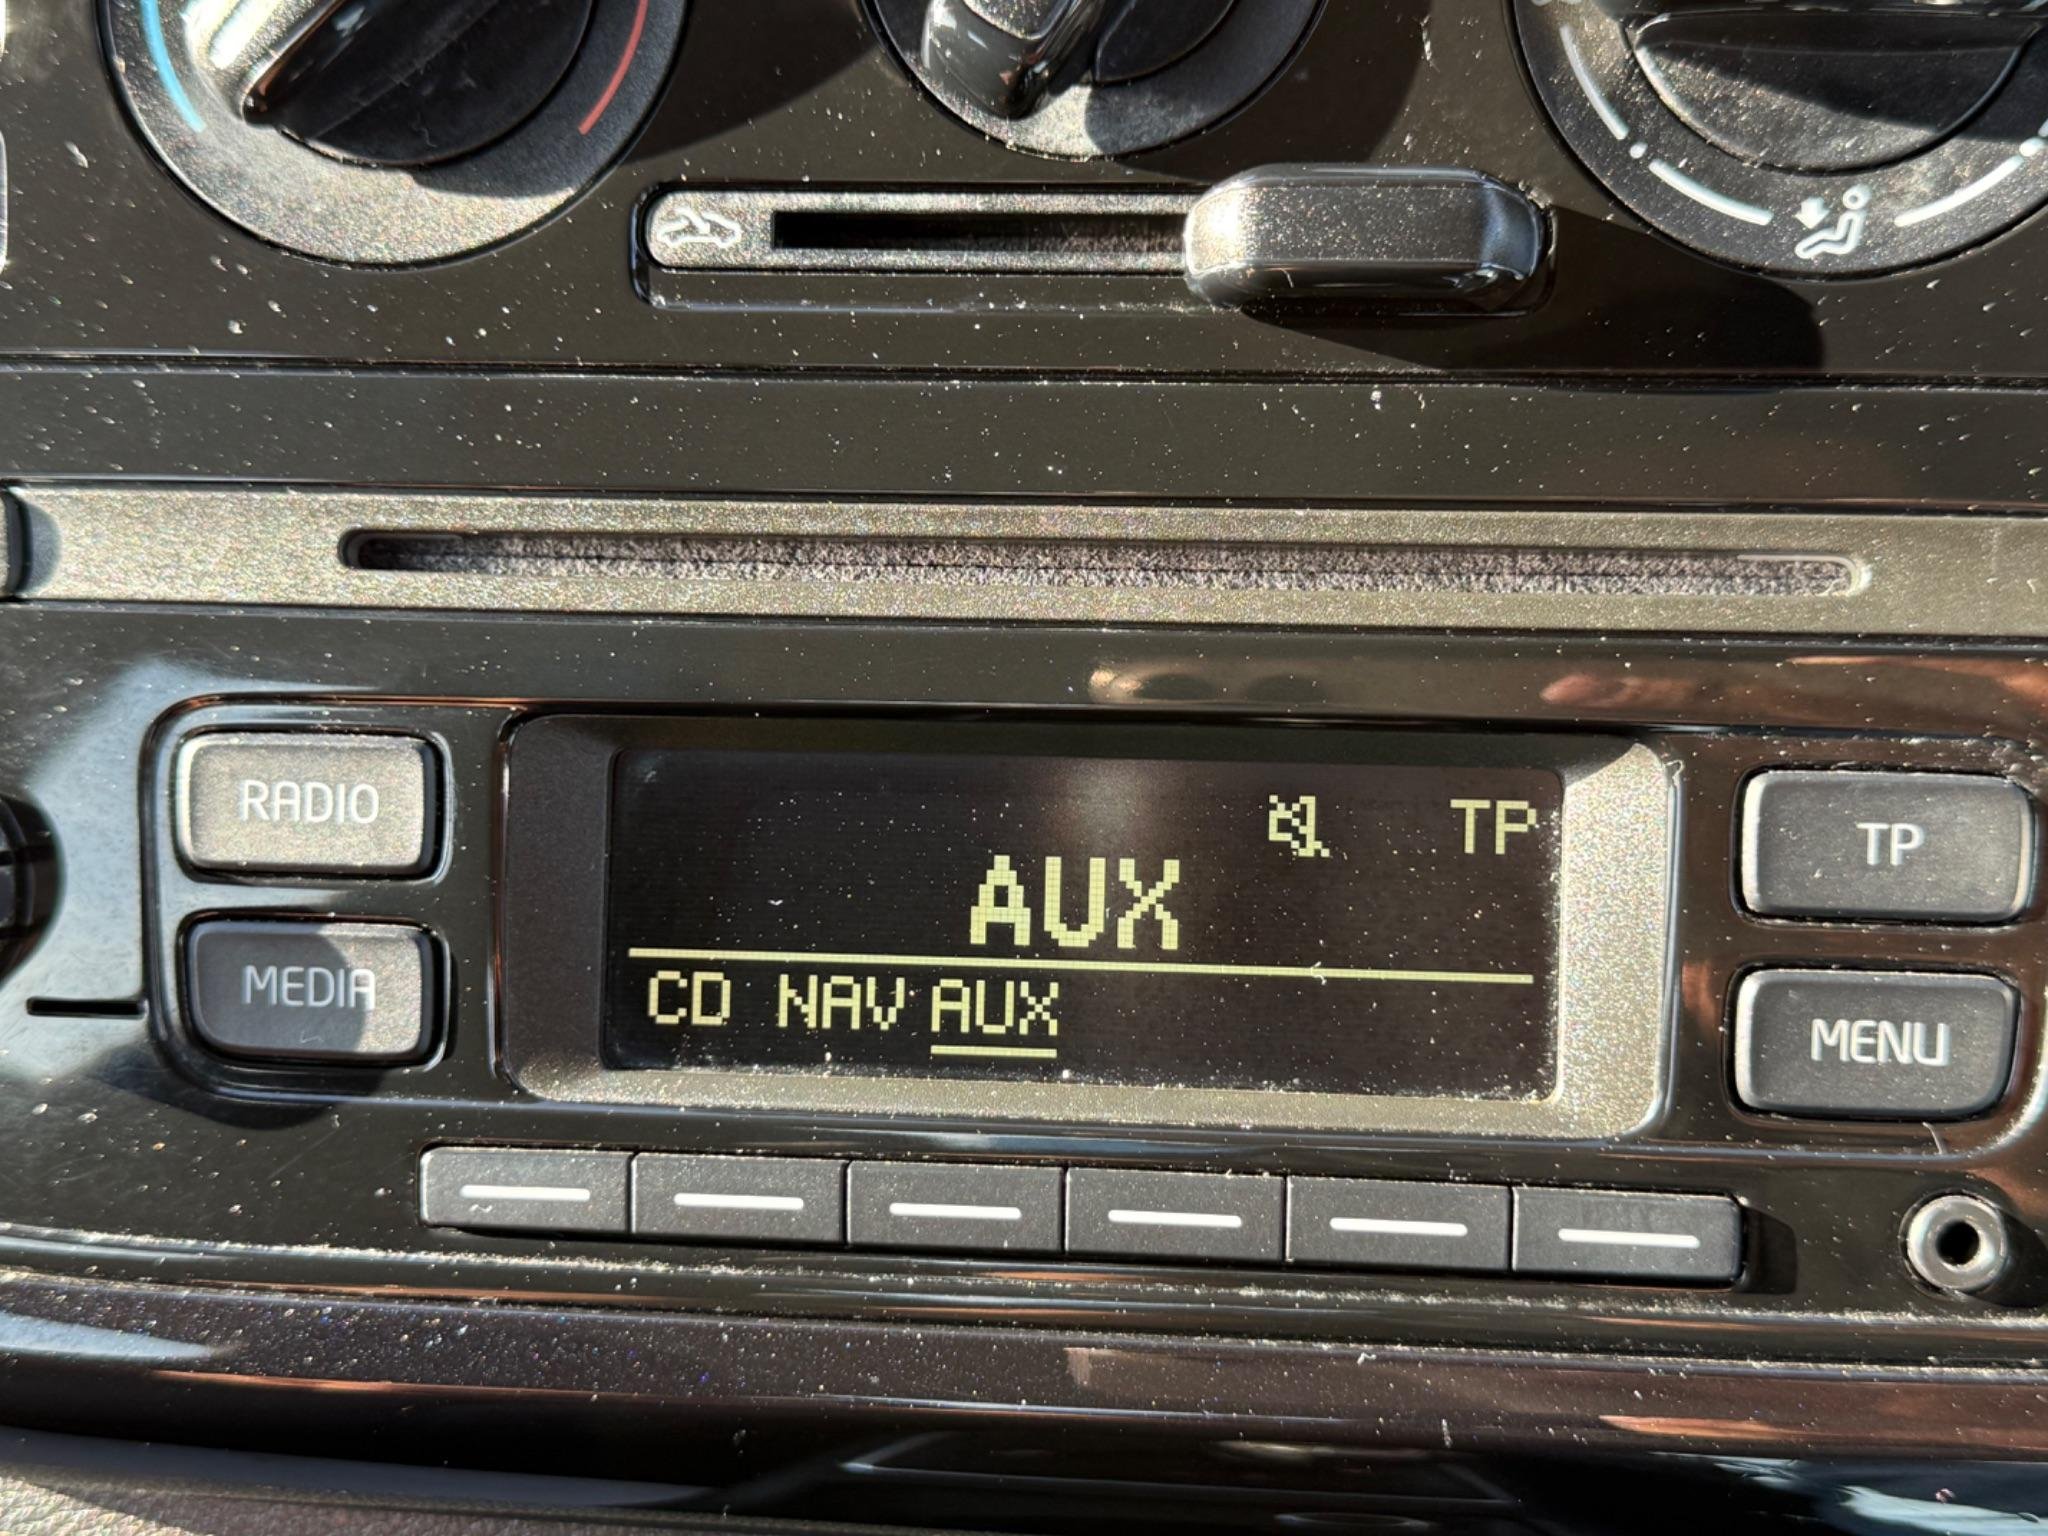 RADIO
TP
AUX
TP
MEDIA
CD NAV AUX
MENU